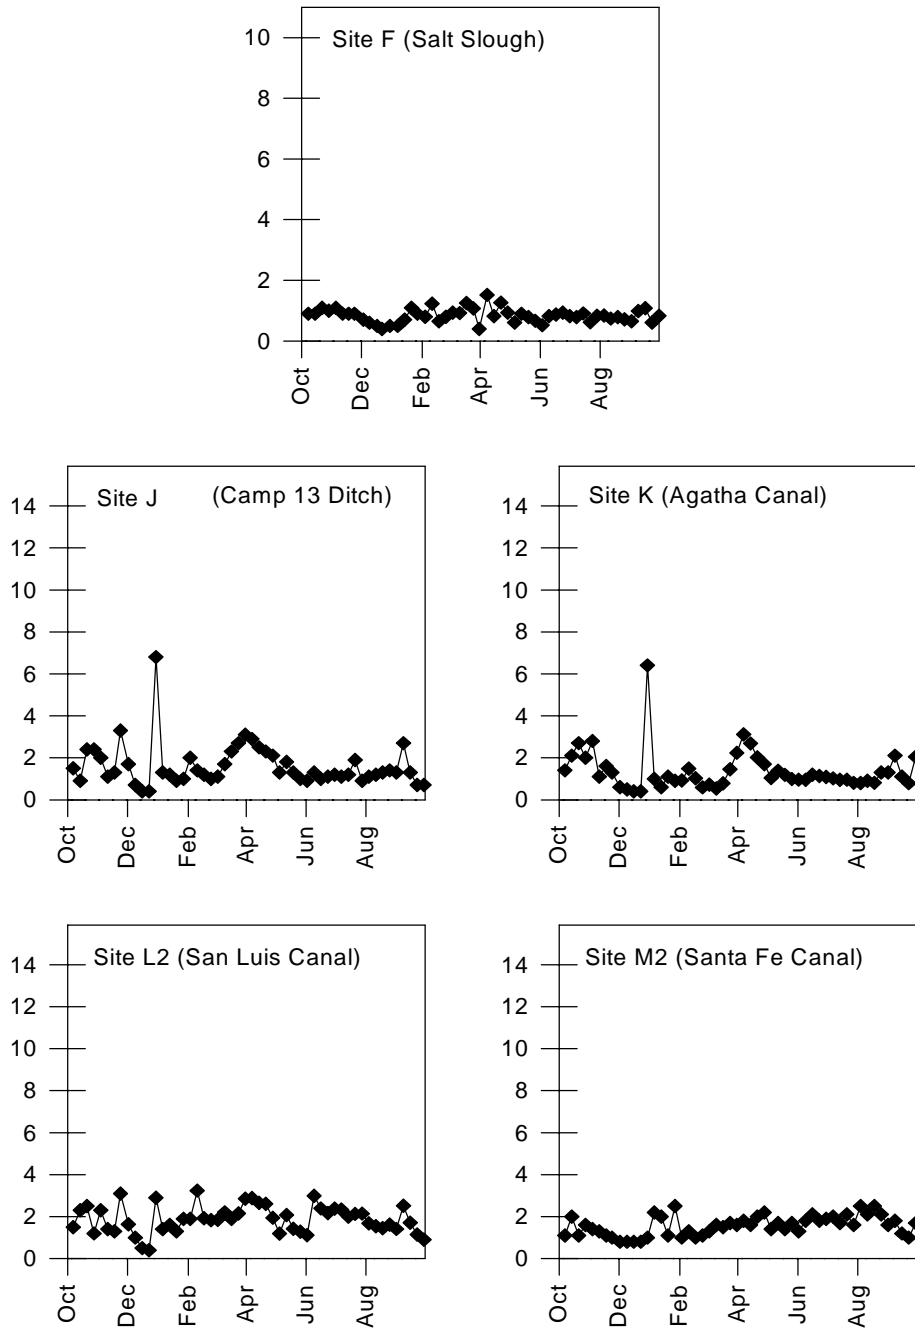 Site F (Salt Slough)
10
8
6
4
2
0
Oct
Dec
Feb
Apr
Jun
Aug
Site J (Camp 13 Ditch)
14
12
10
8
6
4
2
0
Oct
Dec
Feb
Apr
Jun
Aug
Site K (Agatha Canal)
14
12
10
8
6
4
2
0
Oct
Dec
Feb
Apr
Jun
Aug
Site L2 (San Luis Canal)
14
12
10
8
6
4
2
0
Oct
Dec
Feb
Apr
Jun
Aug
Site M2 (Santa Fe Canal)
14
12
10
8
6
4
2
0
Oct
Dec
Feb
Apr
Jun
Aug